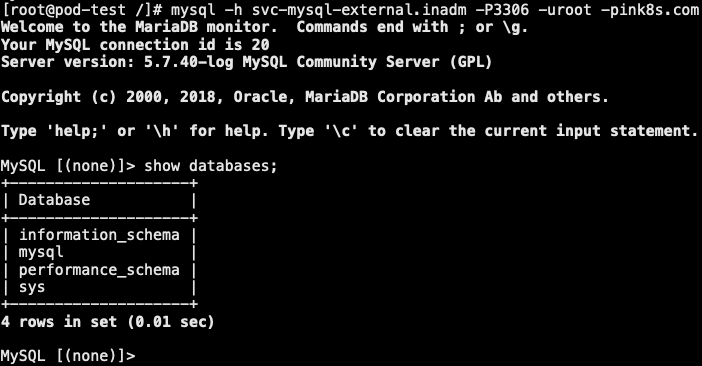 [root@pod-test /]# mysql -h svc-mysql-external.inadm -P3306 -uroot -pink8s.com
Welcome to the MariaDB monitor.  Commands end with ; or \g.
Your MySQL connection id is 20
Server version: 5.7.40-log MySQL Community Server (GPL)

Copyright (c) 2000, 2018, Oracle, MariaDB Corporation Ab and others.

Type 'help;' or '\h' for help. Type '\c' to clear the current input statement.

MySQL [(none)]> show databases;
+--------------------+
| Database           |
+--------------------+
| information_schema |
| mysql              |
| performance_schema |
| sys                |
+--------------------+
4 rows in set (0.01 sec)

MySQL [(none)]>